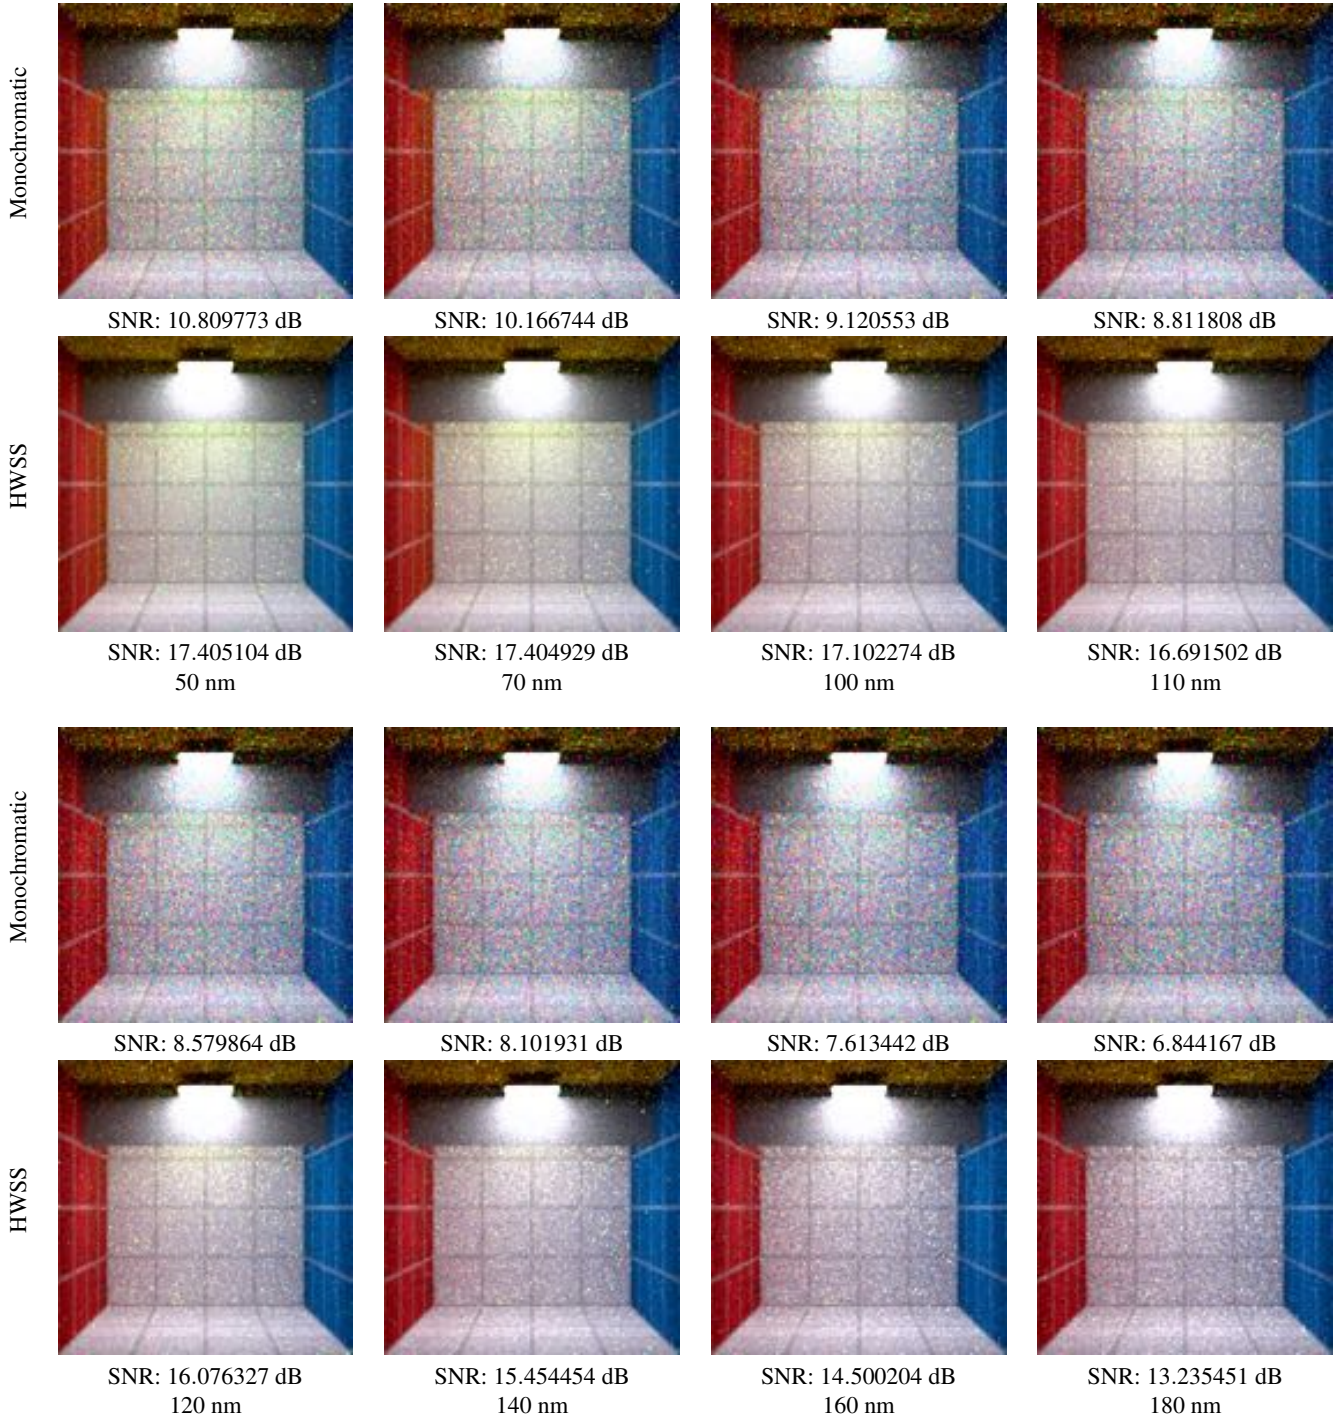 Monochromatic
SNR: 10.809773 dB
SNR: 10.166744 dB
SNR: 9.120553 dB
SNR: 8.811808 dB
HWSS
SNR: 17.405104 dB
SNR: 17.404929 dB
SNR: 17.102274 dB
SNR: 16.691502 dB
50 nm
70 nm
100 nm
110 nm
Monochromatic
SNR: 8.579864 dB
SNR: 8.101931 dB
SNR: 7.613442 dB
SNR: 6.844167 dB
HWSS
SNR: 16.076327 dB
SNR: 15.454454 dB
SNR: 14.500204 dB
SNR: 13.235451 dB
120 nm
140 nm
160 nm
180 nm